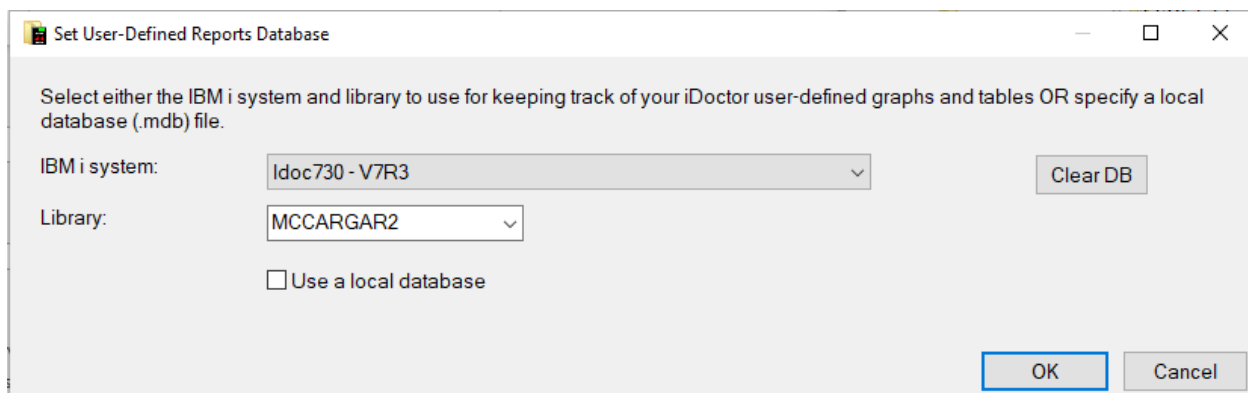 Set User-Defined Reports Database
Select either the IBM i system and library to use for keeping track of your iDoctor user-defined graphs and tables OR specify a local
database (.mdb) file.
IBM i system:
Idoc730 - V7R3
Clear DB
Library:
MCCARGAR2
Use a local database
OK
Cancel